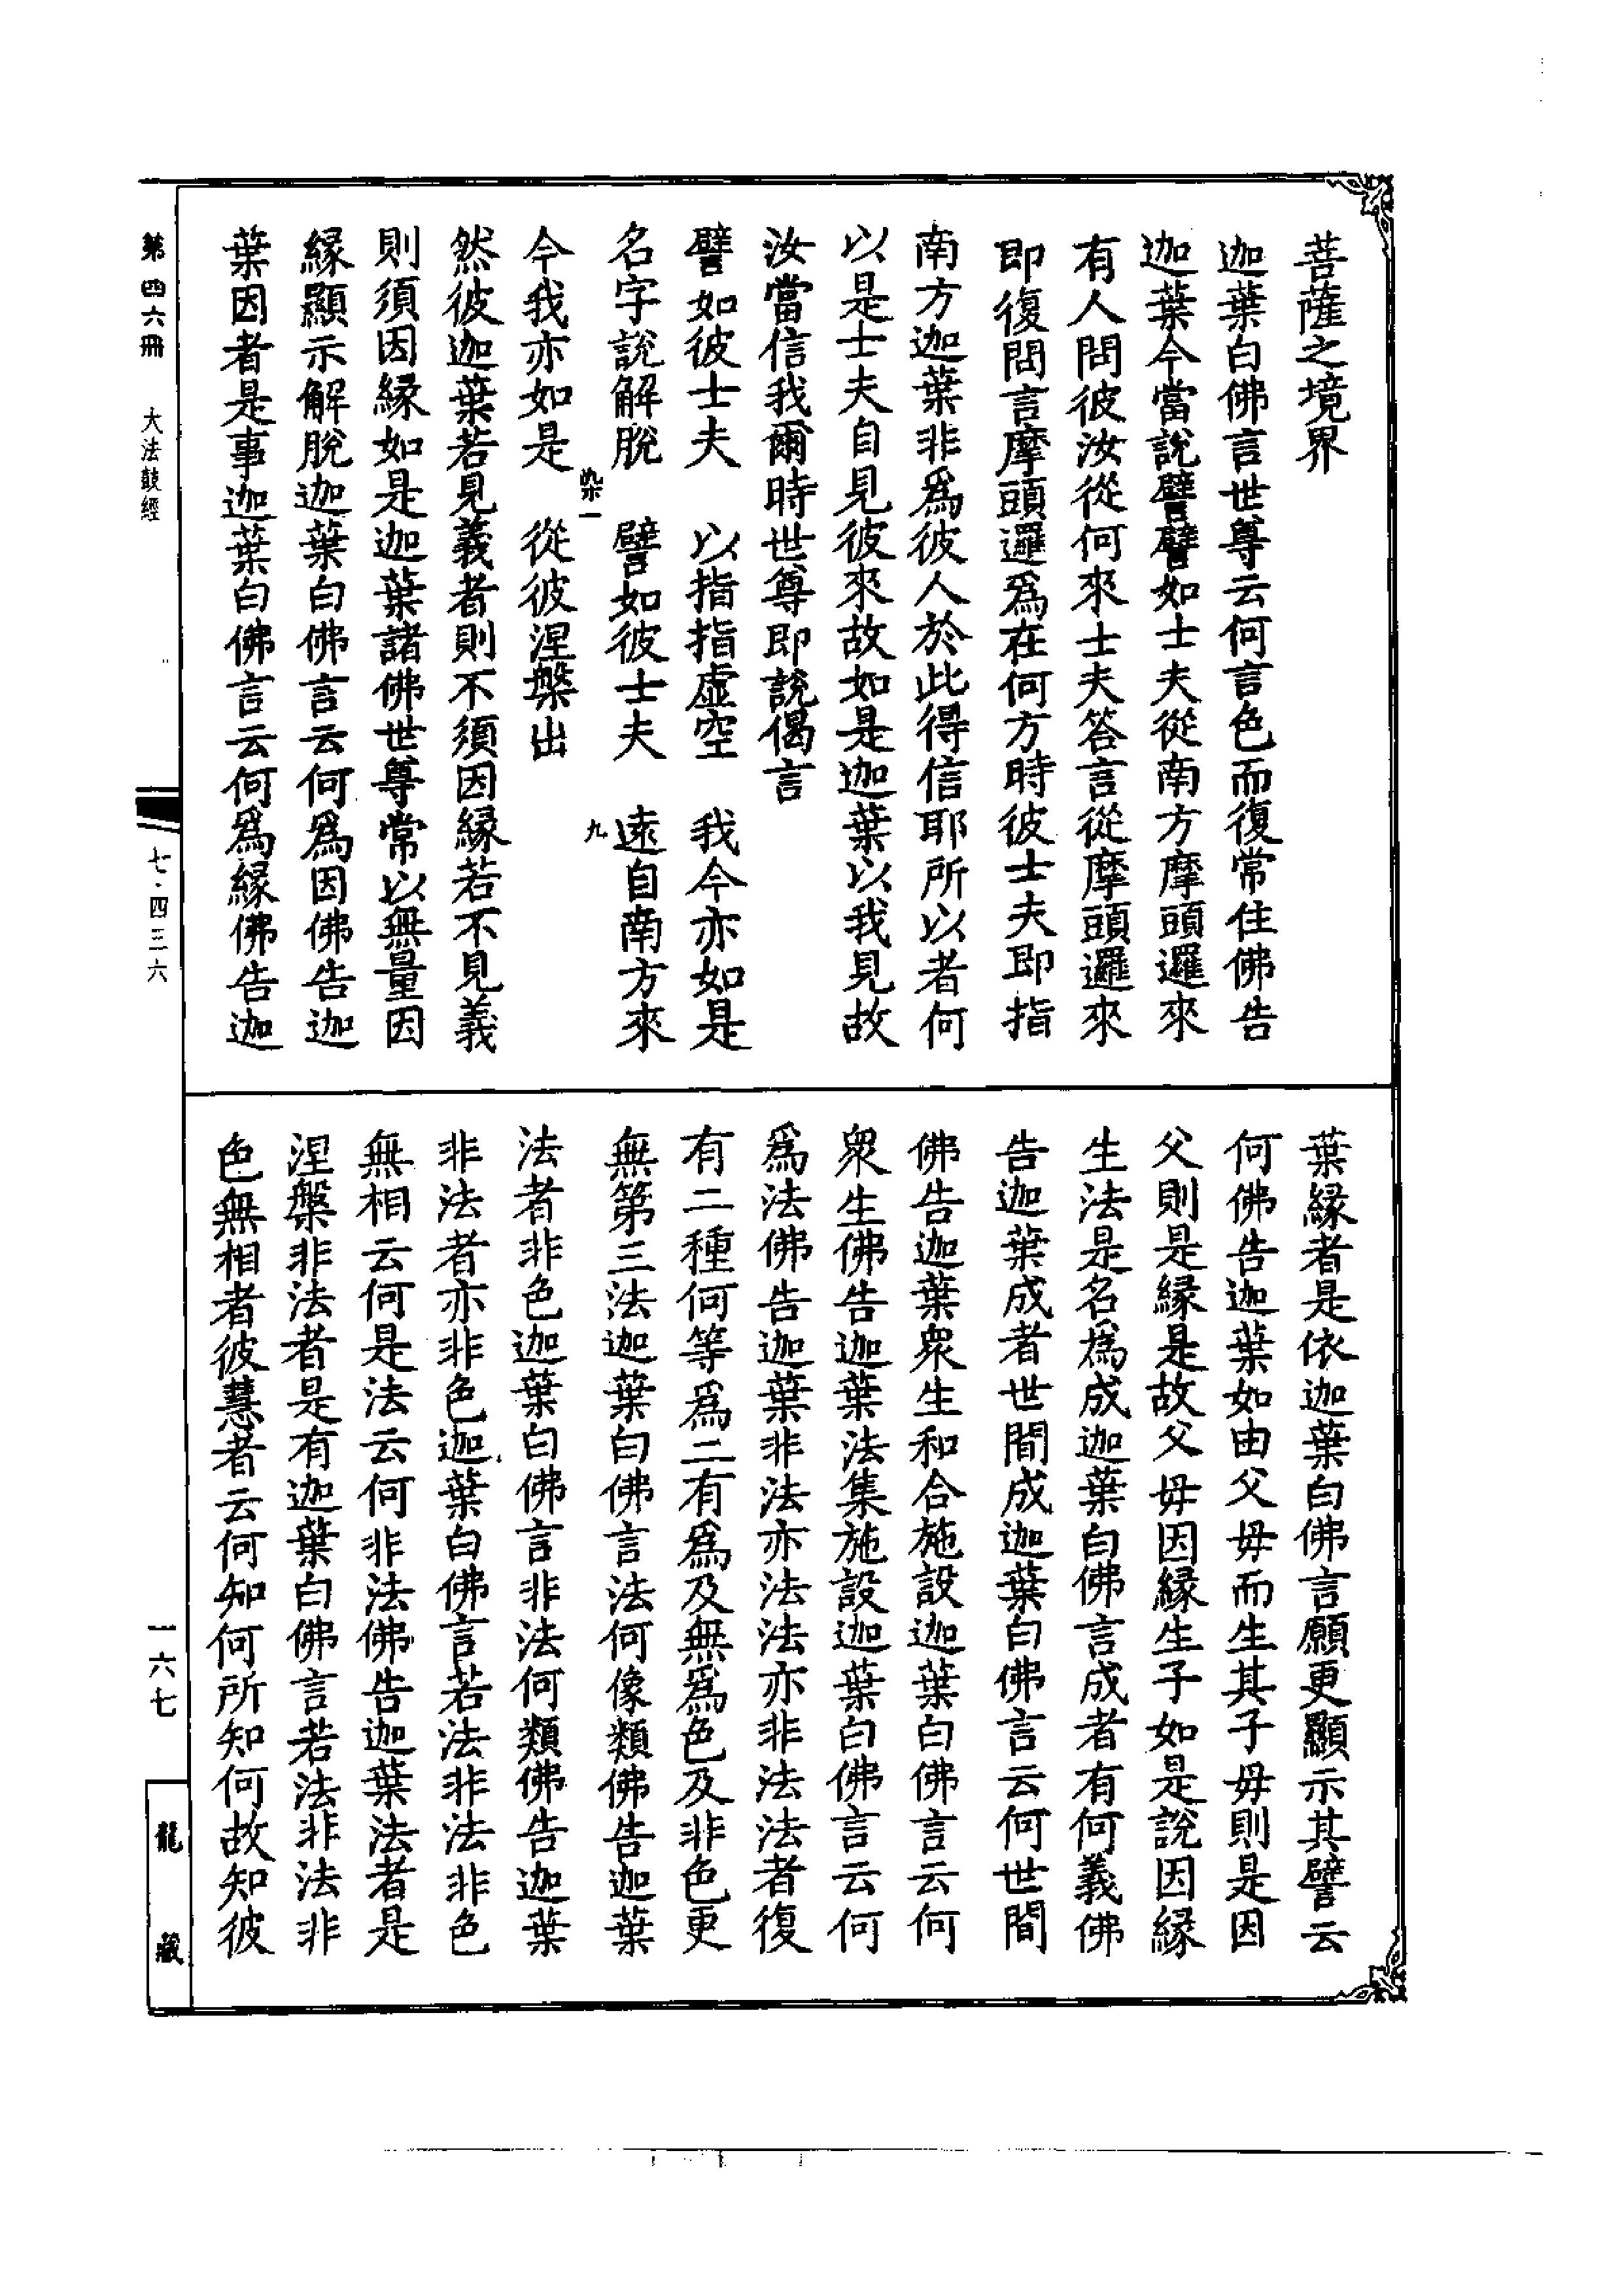 菩薩之境界
迦葉白佛言世尊云何言色而復常住佛告
迦葉今當說譬譬如士夫從南方摩頭邏來
有人問彼汝從何來士夫答言從摩頭邏來
即復問言摩頭邏爲在何方時彼士夫即指
南方迦葉非爲彼人於此得信耶所以者何
以是士夫自見彼來故如是迦葉以我見故
汝當信我爾時世尊即說偈言
譬如彼士夫　以指指虛空　我今亦如是
名字說解脫　譬如彼士夫　遠自南方來
染一　九
今我亦如是　從彼涅槃出
然彼迦葉若見義者則不須因緣若不見義
則須因緣如是迦葉諸佛世尊常以無量因
緣顯示解脫迦葉白佛言云何爲因佛告迦
葉因者是事迦葉白佛言云何爲緣佛告迦
葉緣者是依迦葉白佛言願更顯示其譬云
何佛告迦葉如由父母而生其子母則是因
父則是緣是故父母因緣生子如是說因緣
生法是名爲成迦葉白佛言成者有何義佛
告迦葉成者世間成迦葉白佛言云何世間
佛告迦葉衆生和合施設迦葉白佛言云何
衆生佛告迦葉法集施設迦葉白佛言云何
爲法佛告迦葉非法亦法法亦非法法者復
有二種何等爲二有爲及無爲色及非色更
無第三法迦葉白佛言法何像類佛告迦葉
法者非色迦葉白佛言非法何類佛告迦葉
非法者亦非色迦葉白佛言若法非法非色
無相云何是法云何非法佛告迦葉法者是
涅槃非法者是有迦葉白佛言若法非法非
色無相者彼慧者云何知何所知何故知彼
第四六冊　大法鼓經
七·四三六
一六七
龍藏